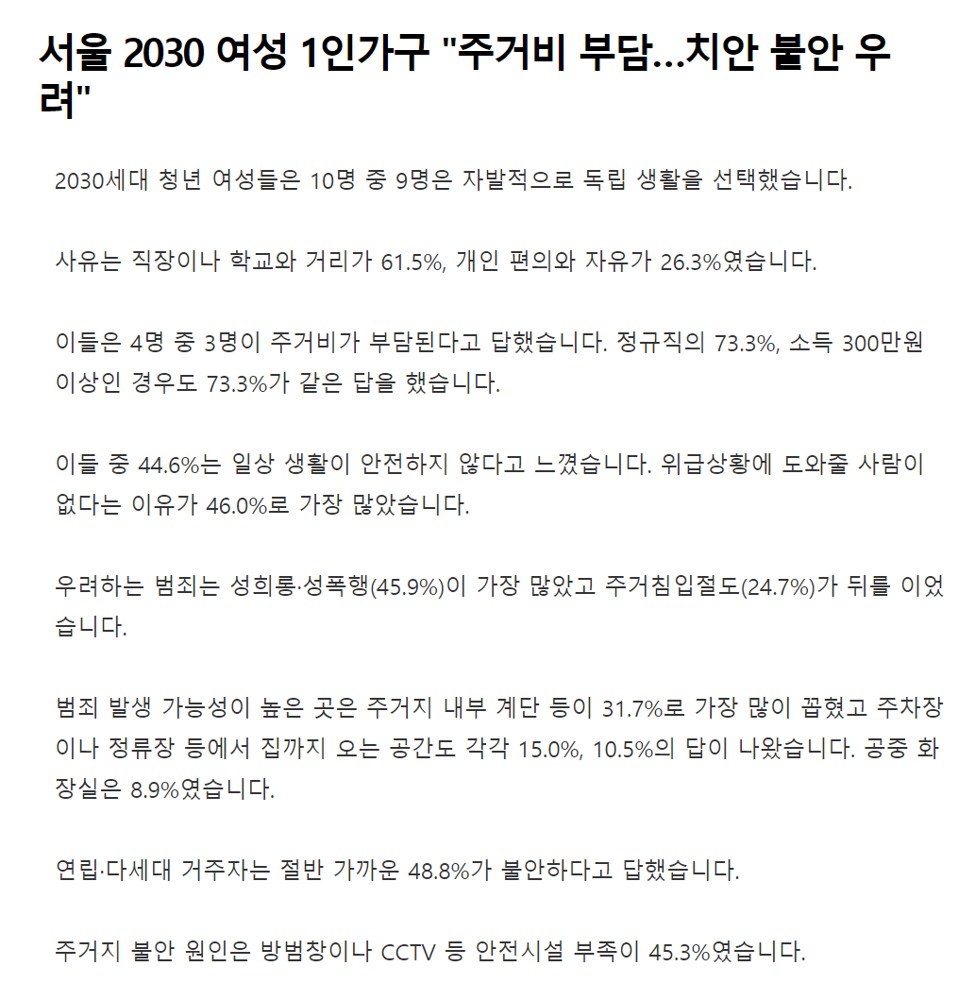 서울 2030 여성 1인가구 "주거비 부담…치안 불안 우
려"
2030세대 청년 여성들은 10명 중 9명은 자발적으로 독립 생활을 선택했습니다.
사유는 직장이나 학교와 거리가 61.5%, 개인 편의와 자유가 26.3%였습니다.
이들은 4명 중 3명이 주거비가 부담된다고 답했습니다. 정규직의 73.3%, 소득 300만원
이상인 경우도 73.3%가 같은 답을 했습니다.
이들 중 44.6%는 일상 생활이 안전하지 않다고 느꼈습니다. 위급상황에 도와줄 사람이
없다는 이유가 46.0%로 가장 많았습니다.
우려하는 범죄는 성희롱·성폭행(45.9%)이 가장 많았고 주거침입절도(24.7%)가 뒤를 이었
습니다.
범죄 발생 가능성이 높은 곳은 주거지 내부 계단 등이 31.7%로 가장 많이 꼽혔고 주차장
이나 정류장 등에서 집까지 오는 공간도 각각 15.0%, 10.5%의 답이 나왔습니다. 공중 화
장실은 8.9%였습니다.
연립·다세대 거주자는 절반 가까운 48.8%가 불안하다고 답했습니다.
주거지 불안 원인은 방범창이나 CCTV 등 안전시설 부족이 45.3%였습니다.